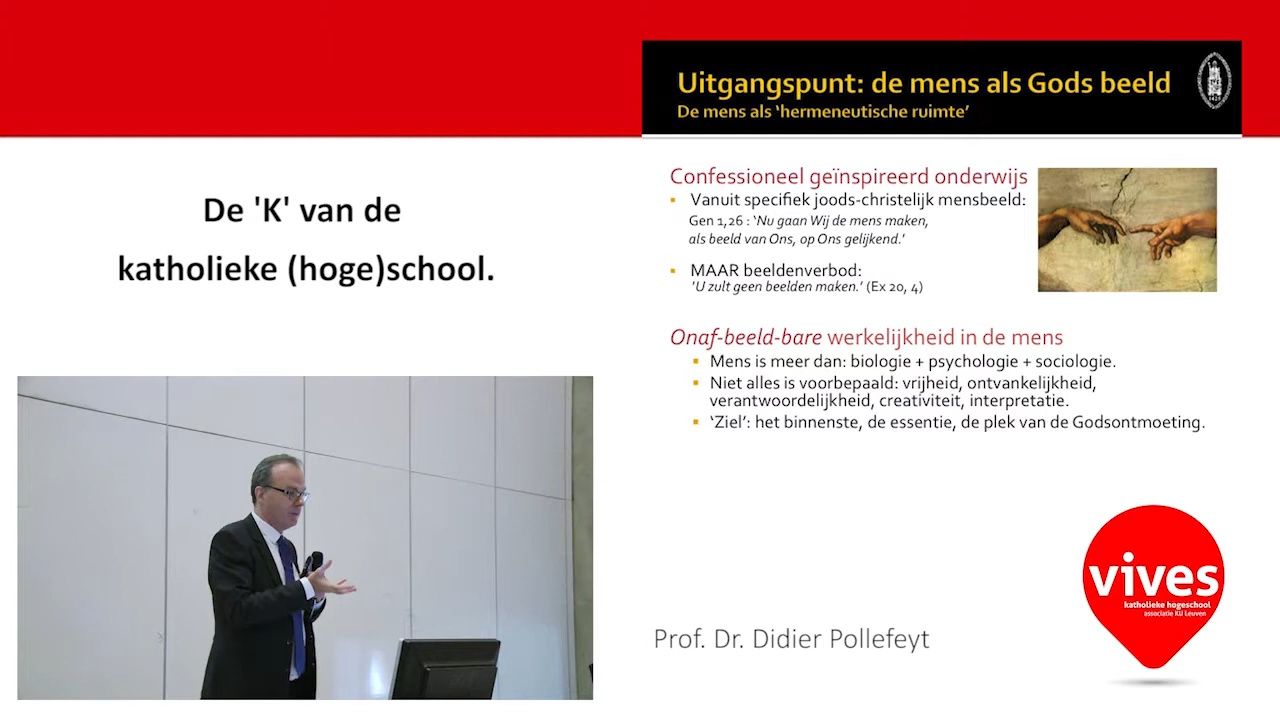 De 'K' van de
katholieke (hoge)school.
Uitgangspunt: de mens als Gods beeld
De mens als ‘hermeneutische ruimte’
1425
Confessioneel geïnspireerd onderwijs
Vanuit specifiek joods-christelijk mensbeeld:
Gen 1,26 : ‘Nu gaan Wij de mens maken,
als beeld van Ons, op Ons gelijkend.’
MAAR beeldenverbod:
'U zult geen beelden maken.’ (Ex 20, 4)
Onaf-beeld-bare werkelijkheid in de mens
Mens is meer dan: biologie + psychologie + sociologie.
Niet alles is voorbepaald: vrijheid, ontvankelijkheid,
verantwoordelijkheid, creativiteit, interpretatie.
‘Ziel’: het binnenste, de essentie, de plek van de Godsontmoeting.
vives
katholieke hogeschool
associatie KU Leuven
Prof. Dr. Didier Pollefeyt